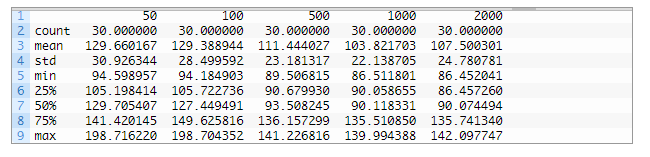 1 50 100 500 1000 2000
2 count 30.000000 30.000000 30.000000 30.000000 30.000000
3 mean 129.660167 129.388944 111.444027 103.821703 107.500301
4 std 30.926344 28.499592 23.181317 22.138705 24.780781
5 min 94.598957 94.184903 89.506815 86.511801 86.452041
6 25% 105.198414 105.722736 90.679930 90.058655 86.457260
7 50% 129.705407 127.449491 93.508245 90.118331 90.074494
8 75% 141.420145 149.625816 136.157299 135.510850 135.741340
9 max 198.716220 198.704352 141.226816 139.994388 142.097747